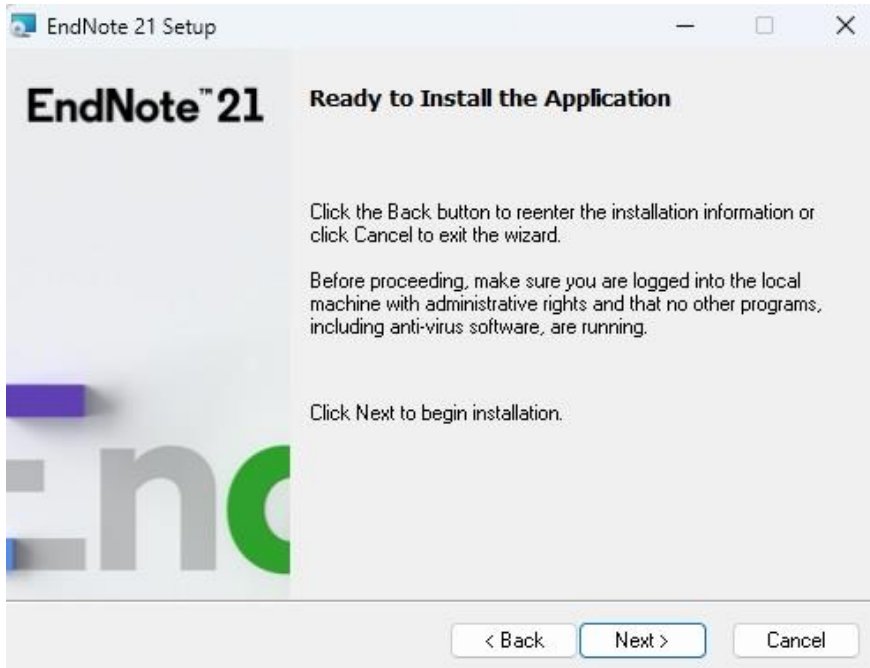 EndNote 21 Setup
EndNote™21
Ready to Install the Application
Click the Back button to reenter the installation information or
click Cancel to exit the wizard.
Before proceeding, make sure you are logged into the local
machine with administrative rights and that no other programs,
including anti-virus software, are running.
Click Next to begin installation.
End
< Back
Next >
Cancel